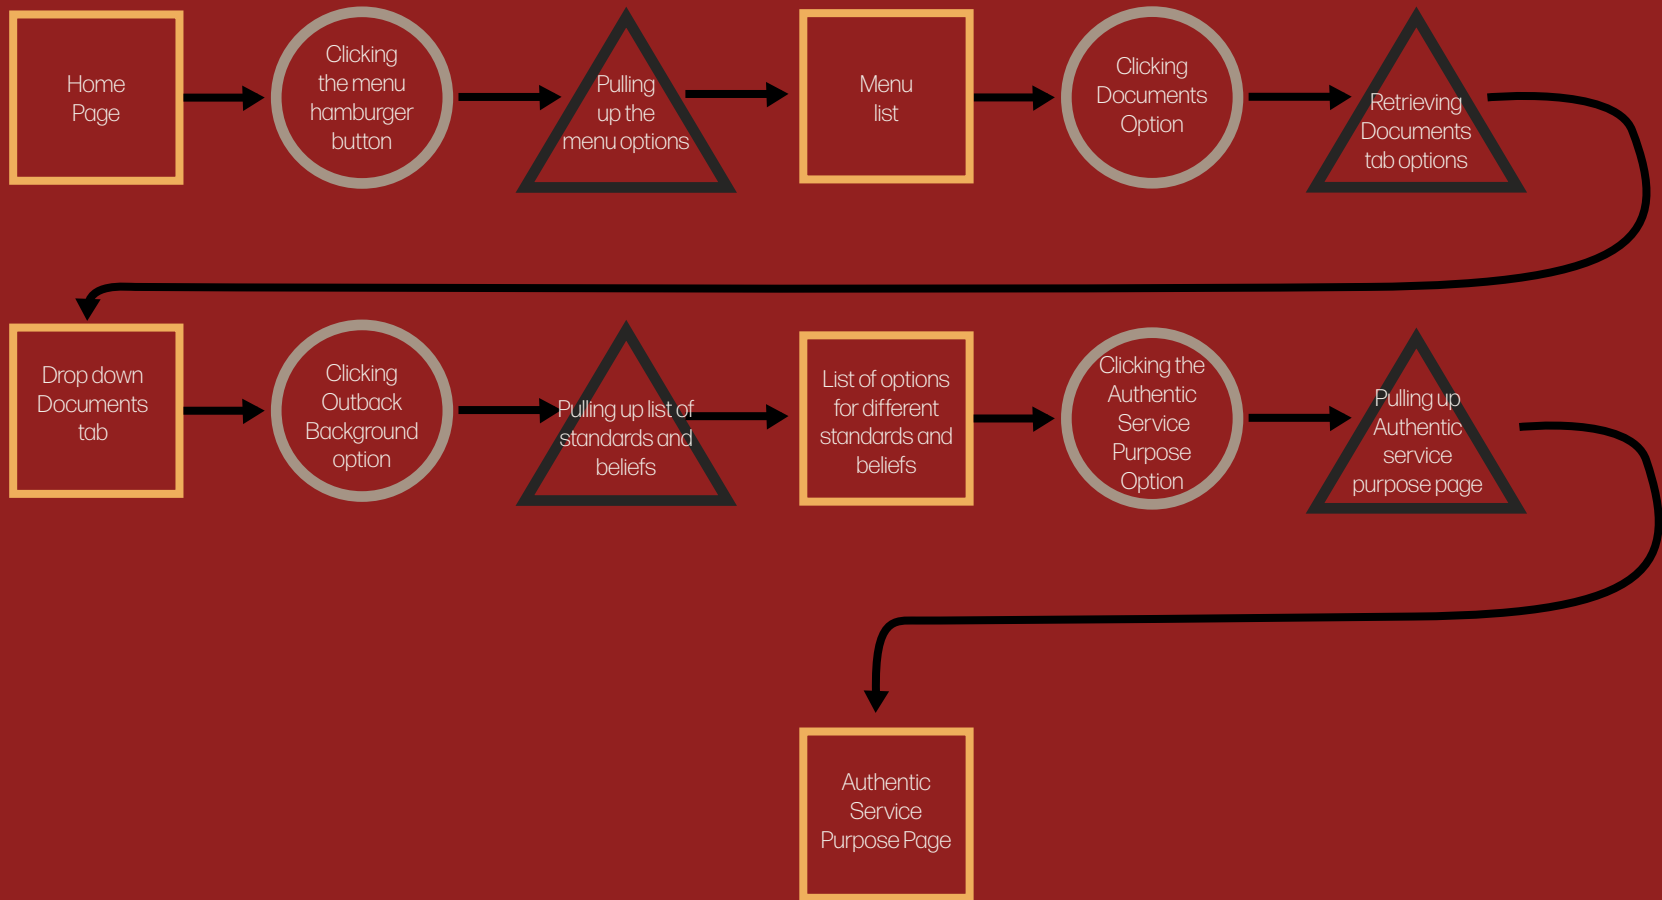 Home
Page
Clicking
the menu
hamburger
button
Pulling
up the
menu options
Menu
list
Clicking
Documents
Option
Retrieving
Documents
tab options
Drop down
Documents
tab
Clicking
Outback
Background
option
Pulling up list of
standards and
beliefs
List of options
for different
standards and
beliefs
Clicking the
Authentic
Service
Purpose
Option
Pulling up
Authentic
service
purpose page
Authentic
Service
Purpose Page